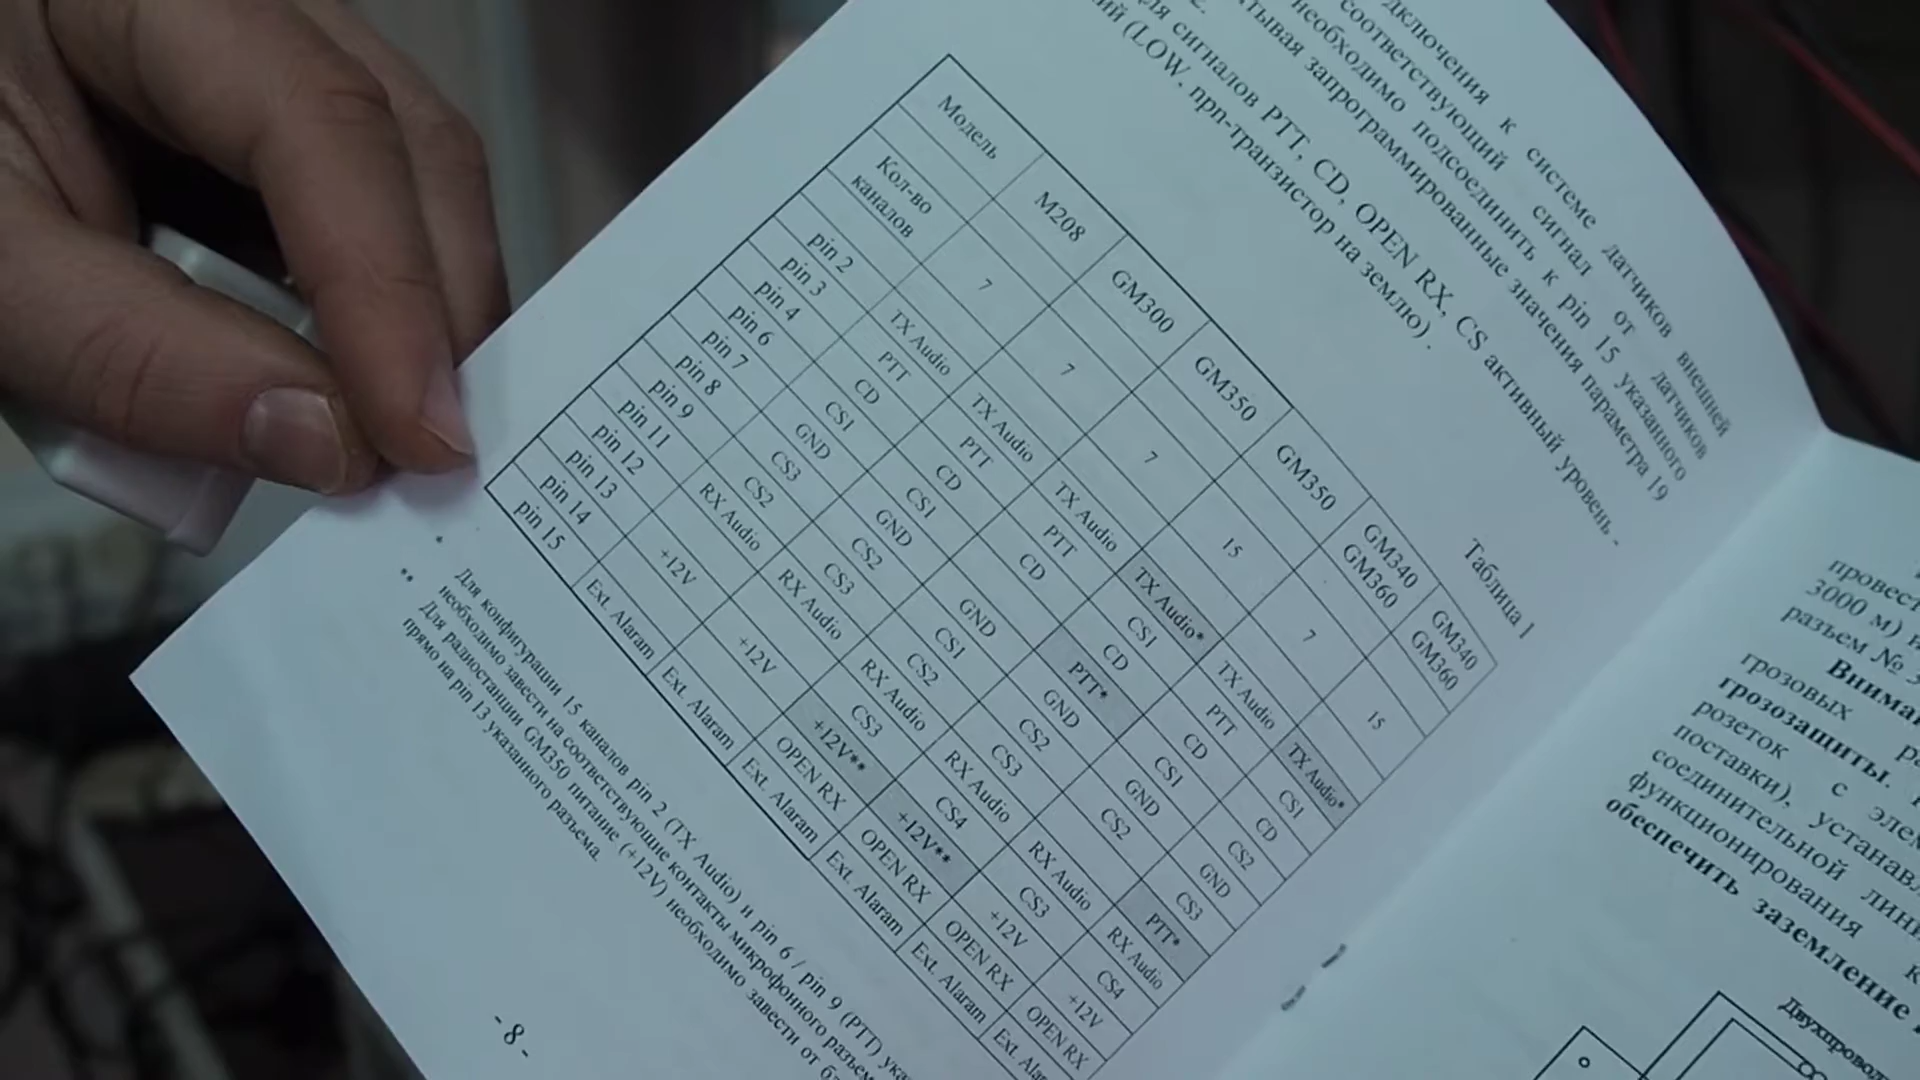 дключения к системе датчиков внешней
соответствующий сигнал от датчиков
необходимо подсоединить к pin 15 указанного
тывая запрограммированные значения параметра 19
для сигналов PTT, CD, OPEN RX, CS активный уровень -
ий (LOW, npn-транзистор на землю) .
Таблица 1
Модель M208 GM300 GM350 GM350 GM340 GM360 GM340 GM360
Кол-во каналов 7 7 7 15 7 15
pin 2 TX Audio TX Audio TX Audio TX Audio* TX Audio TX Audio*
pin 3 PTT PTT PTT CS1 PTT CS1
pin 4 CD CD CD CD CD CD
pin 6 CS1 CS1 PTT* CS1 CS2
pin 7 GND GND GND GND GND GND
pin 8 CS3 CS3 CS1 CS2 CS2 CS3
pin 9 CS2 CS2 CS2 CS3 PTT*
pin 11 RX Audio RX Audio RX Audio RX Audio RX Audio RX Audio
pin 12 CS3 CS4 CS3 CS4
pin 13 +12V +12V +12V** +12V** +12V +12V
pin 14 OPEN RX OPEN RX OPEN RX OPEN RX
pin 15 Ext. Alaram Ext. Alaram Ext. Alaram Ext. Alaram Ext. Alaram Ext. Ala
* Для конфигурации 15 каналов pin 2 (TX Audio) и pin 6 / pin 9 (PTT) ука
необходимо завести на соответствующие контакты микрофонного разъем
** Для радиостанции GM350 питание (+12V) необходимо завести от б
прямо на pin 13 указанного разъема.
- 8 -
провест
3000 м) и
разъем № 3
Внима
грозовых ра
грозозащиты.
розеток с элем
поставки), устанавл
соединительной лини
функционирования к
обеспечить заземление
Двухпровод